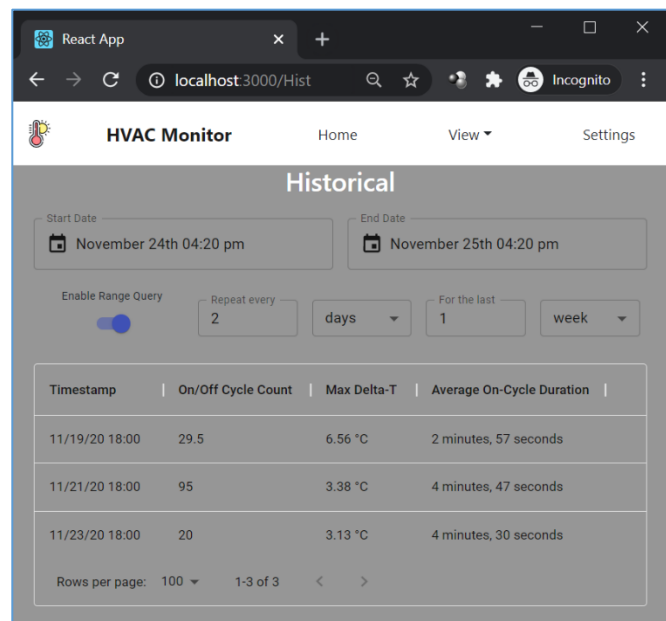 React App
localhost:3000/Hist
Incognito
HVAC Monitor Home View Settings
Historical
Start Date End Date
November 24th 04:20 pm November 25th 04:20 pm
Enable Range Query Repeat every For the last
2 days 1 week
Timestamp On/Off Cycle Count Max Delta-T Average On-Cycle Duration
11/19/20 18:00 29.5 6.56 °C 2 minutes, 57 seconds
11/21/20 18:00 95 3.38 °C 4 minutes, 47 seconds
11/23/20 18:00 20 3.13 °C 4 minutes, 30 seconds
Rows per page: 100 1-3 of 3